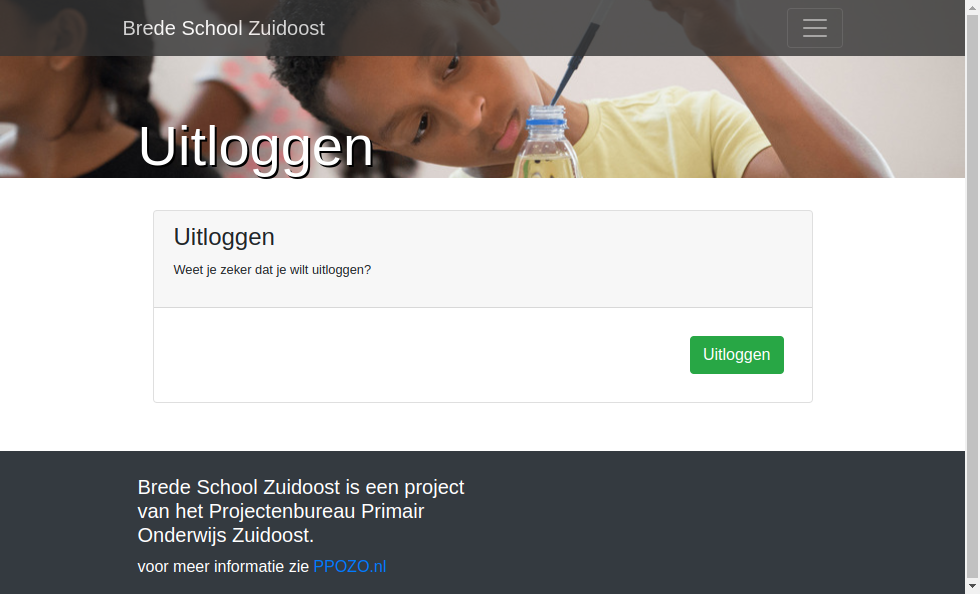 Brede School Zuidoost
Uitloggen
Uitloggen
Weet je zeker dat je wilt uitloggen?
Uitloggen
Brede School Zuidoost is een project
van het Projectenbureau Primair
Onderwijs Zuidoost.
voor meer informatie zie PPOZO.nl